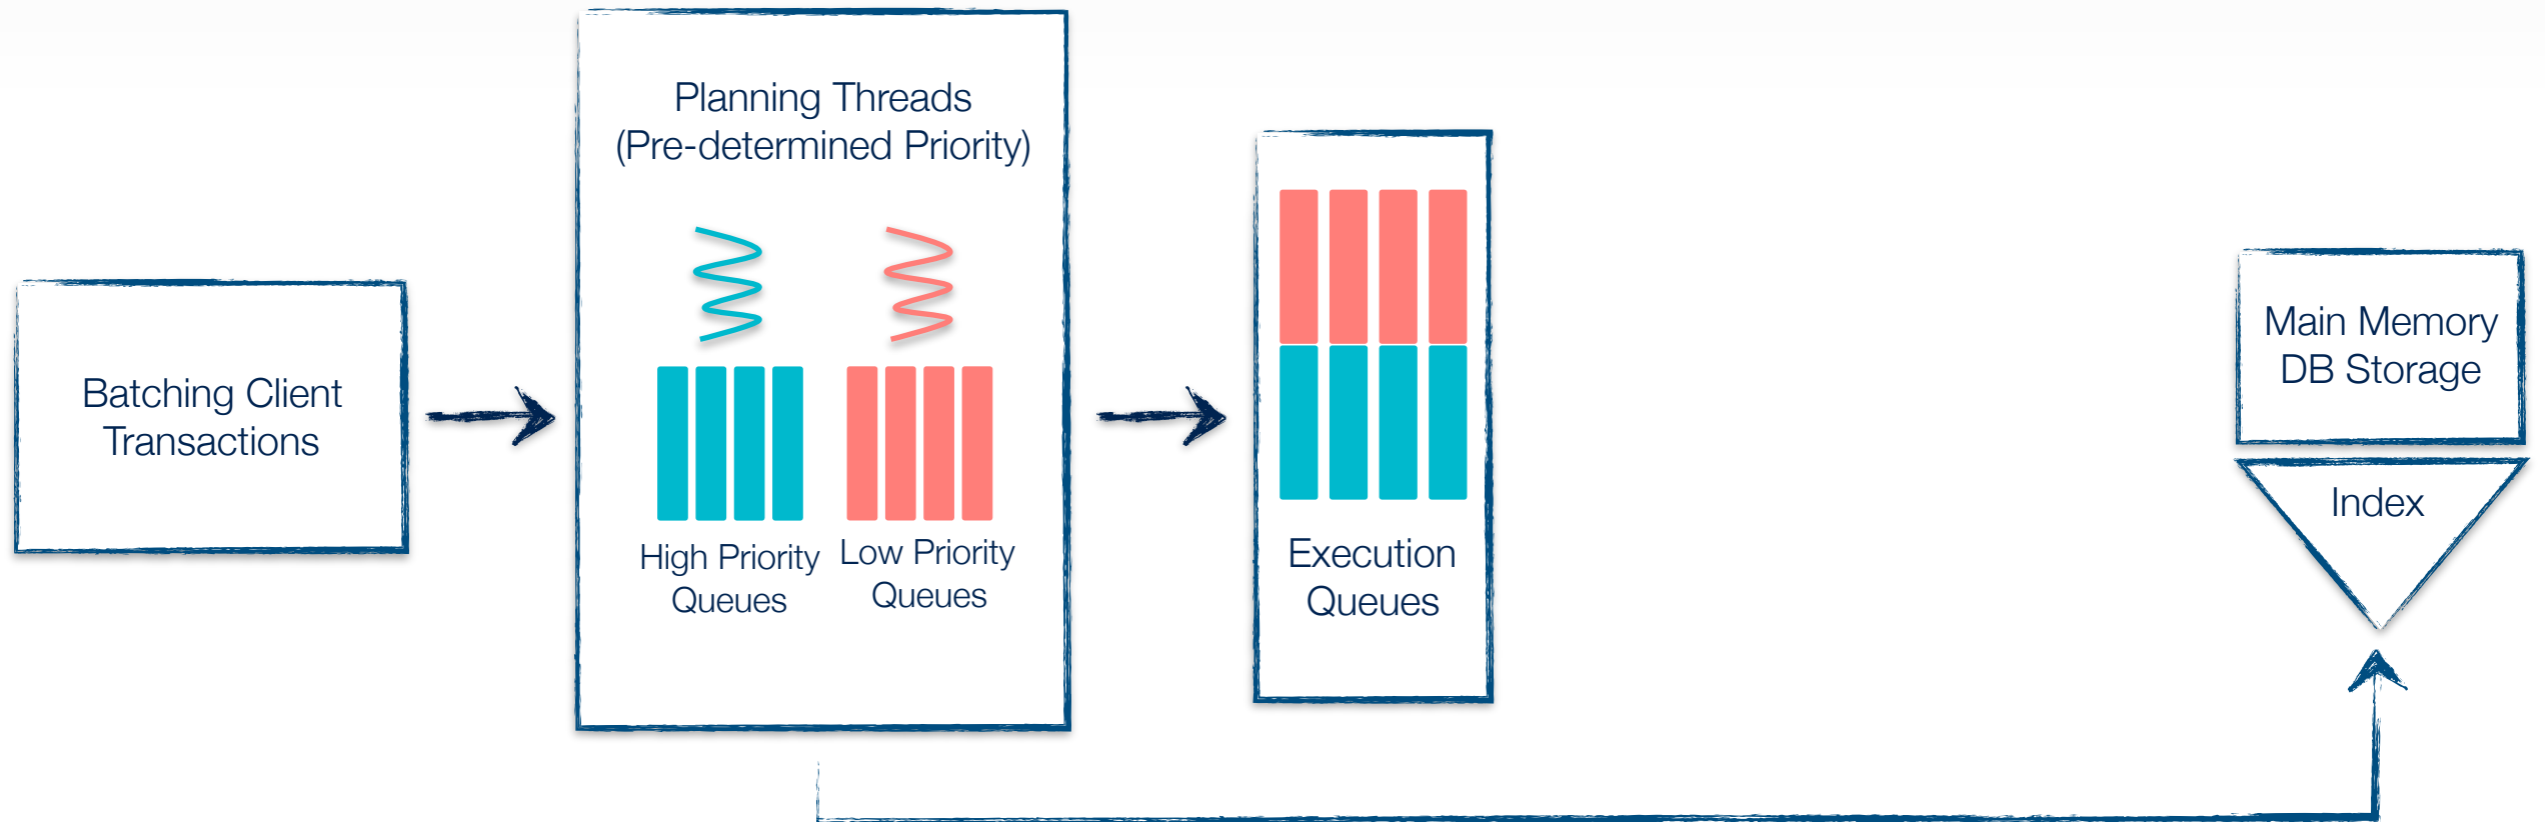 Planning Threads
(Pre-determined Priority)
Batching Client
Transactions
High Priority
Queues
Low Priority
Queues
Execution
Queues
Main Memory
DB Storage
Index